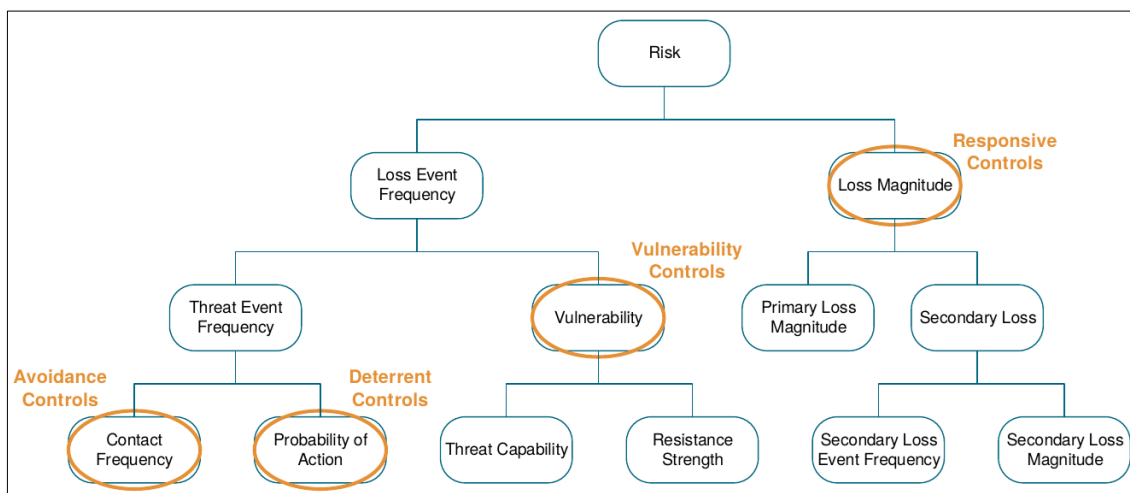 Risk
Responsive
Controls
Loss Event
Frequency
Loss Magnitude
Vulnerability
Controls
Threat Event
Frequency
Vulnerability
Primary Loss
Magnitude
Secondary Loss
Avoidance
Controls
Deterrent
Controls
Contact
Frequency
Probability of
Action
Threat Capability
Resistance
Strength
Secondary Loss
Event Frequency
Secondary Loss
Magnitude